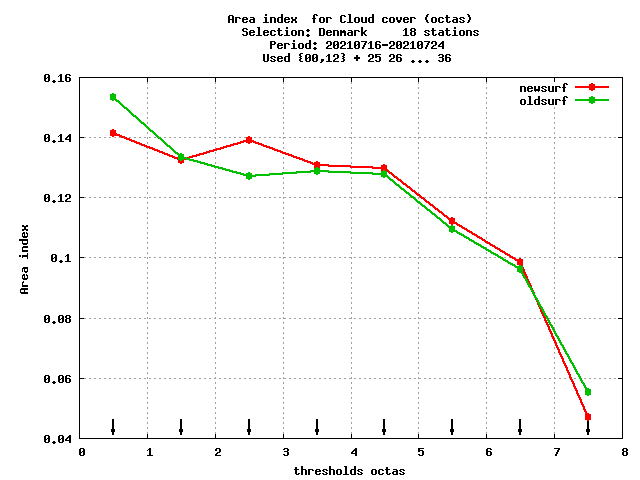 Area index  for Cloud cover (octas)
Selection: Denmark     18 stations
Period: 20210716-20210724
Used {00,12} + 25 26 ... 36
newsurf
oldsurf
0.16
0.14
0.12
0.1
0.08
0.06
0.04
Area index
0 1 2 3 4 5 6 7 8
thresholds octas